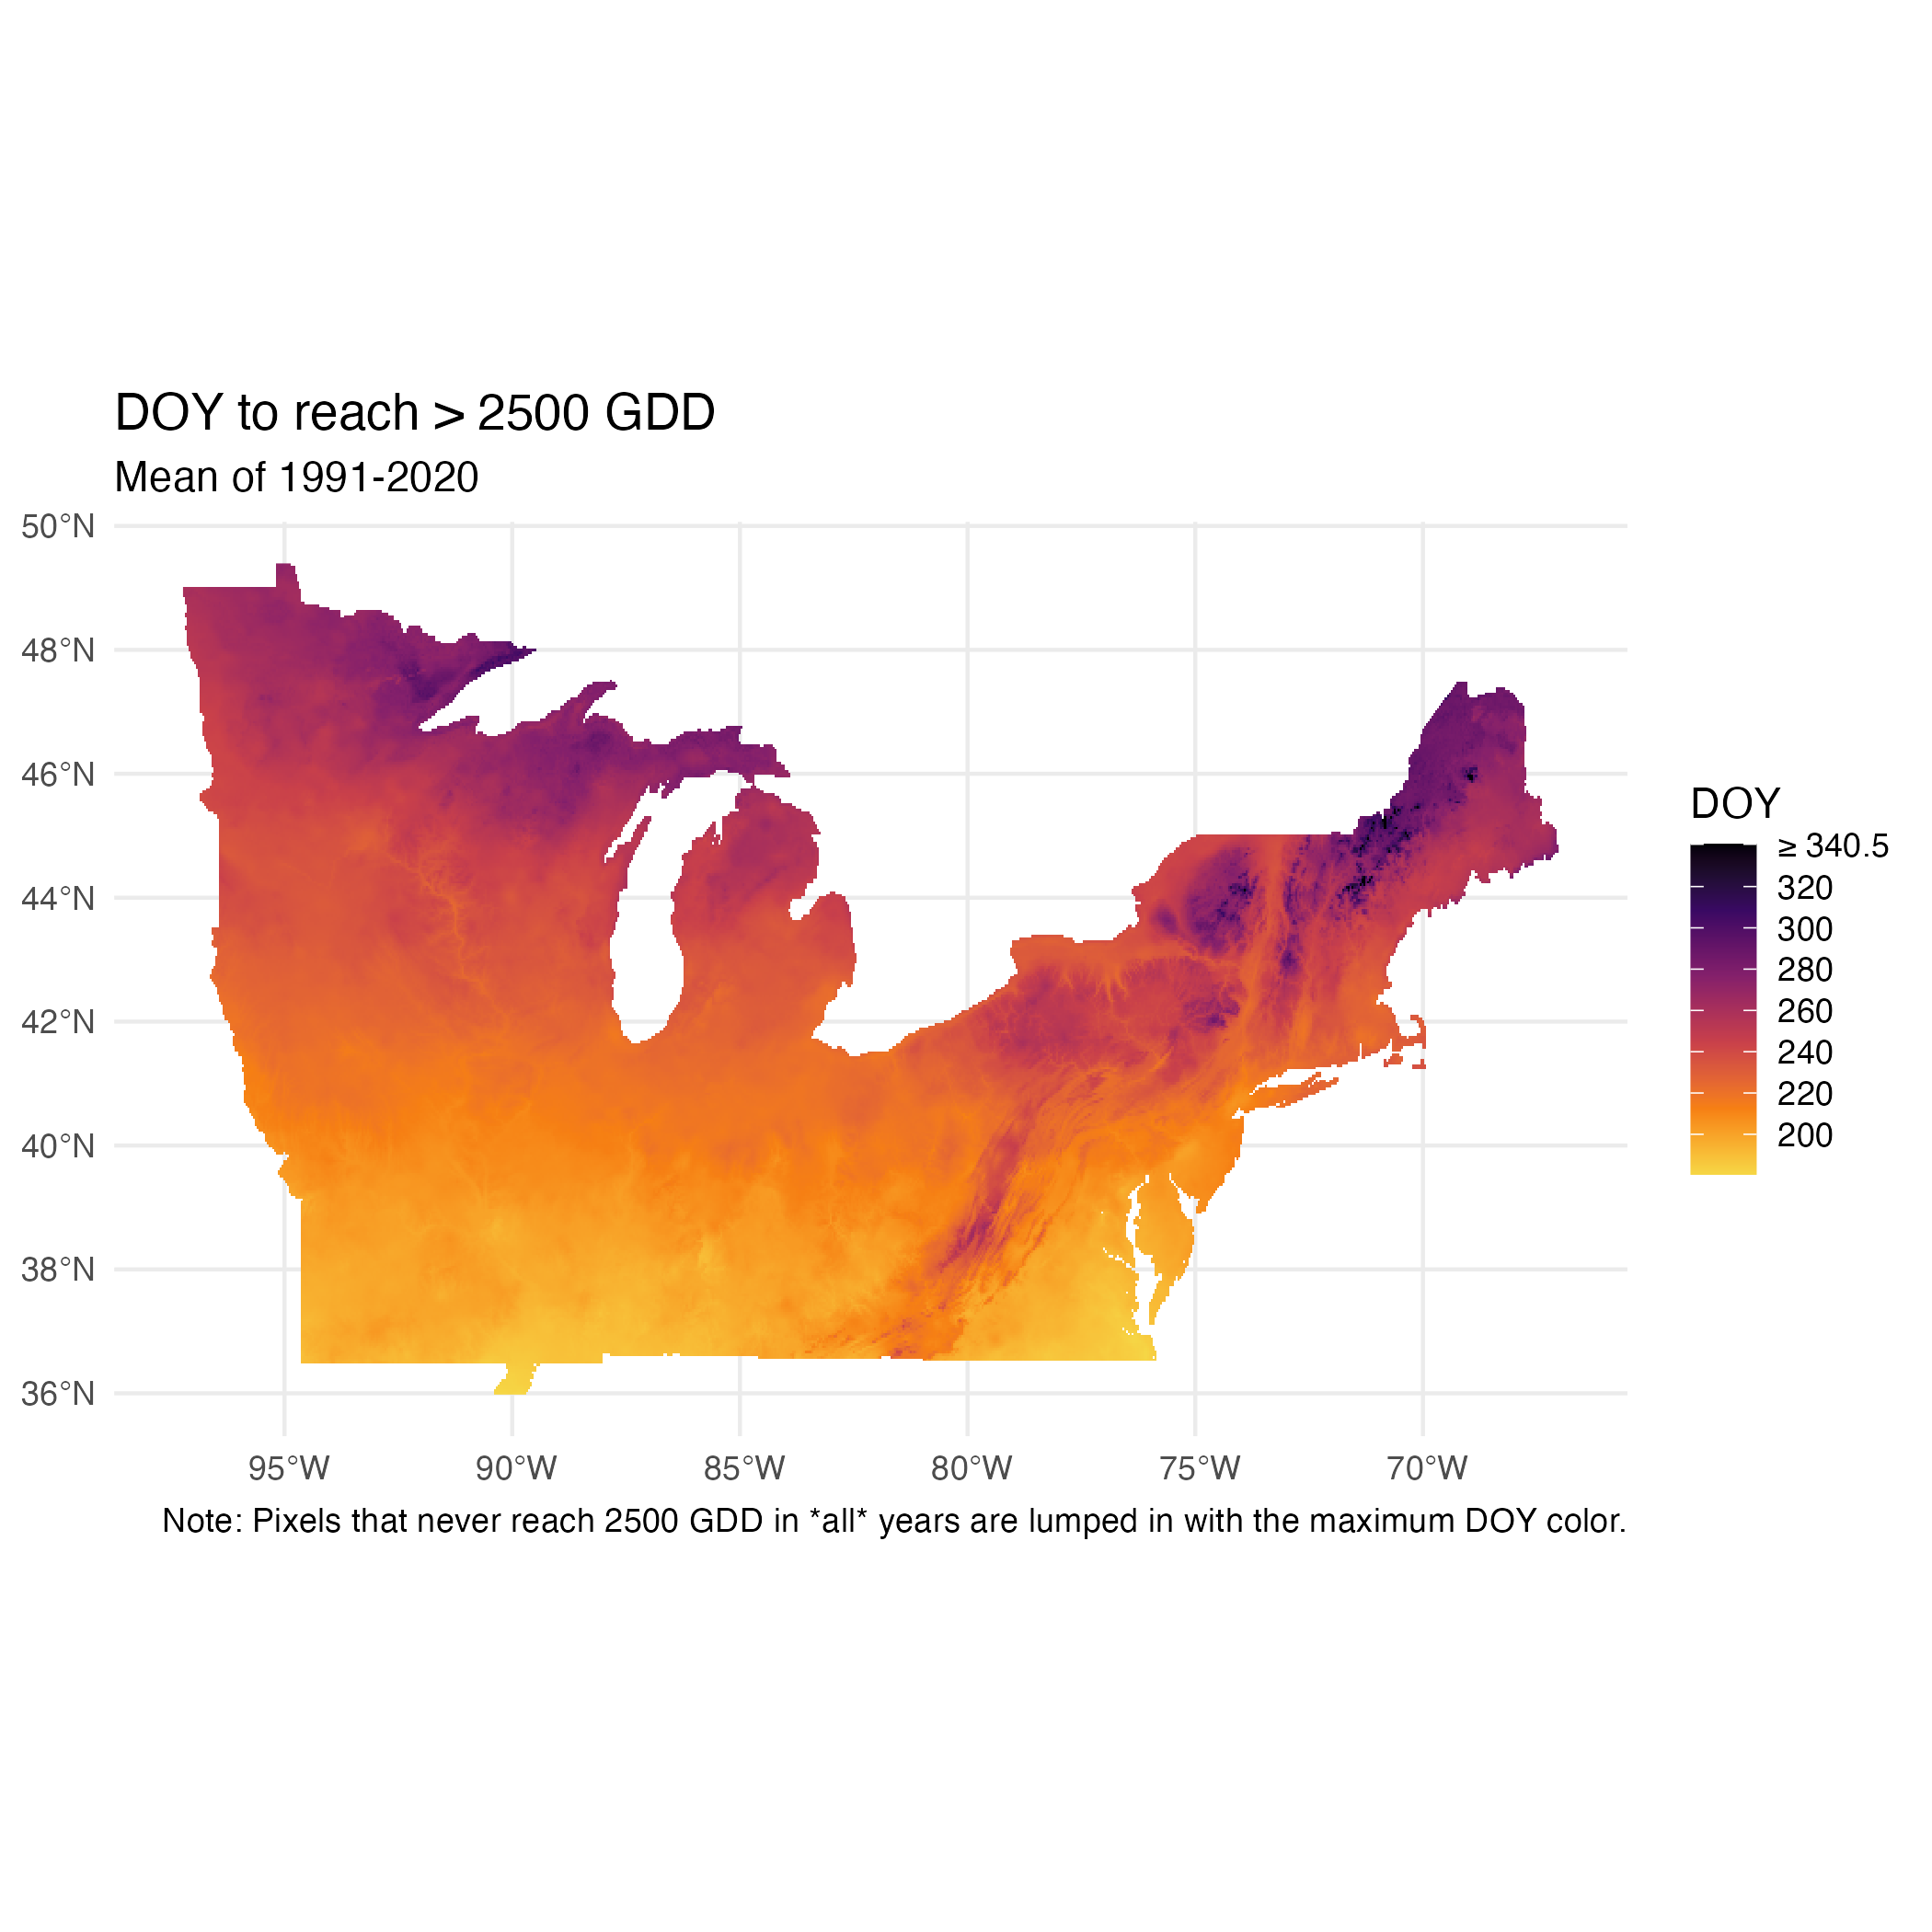 DOY to reach > 2500 GDD
Mean of 1991-2020
50°N
48°N
46°N
44°N
42°N
40°N
38°N
36°N
95°W 90°W 85°W 80°W 75°W 70°W
DOY
≥ 340.5
320
300
280
260
240
220
200
Note: Pixels that never reach 2500 GDD in *all* years are lumped in with the maximum DOY color.